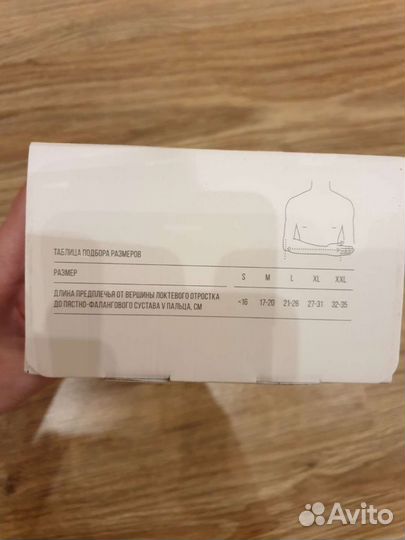 ТАБЛИЦА ПОДБОРА РАЗМЕРОВ
РАЗМЕР S M L XL XXL
ДЛИНА ПРЕДПЛЕЧЬЯ ОТ ВЕРШИНЫ ЛОКТЕВОГО ОТРОСТКА
ДО ПЯСТНО-ФАЛАНГОВОГО СУСТАВА V ПАЛЬЦА, СМ <16 17-20 21-26 27-31 32-35
Avito